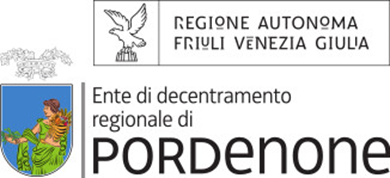 REGIONE AUTONOMA
FRIULI VENEZIA GIULIA
Ente di decentramento
regionale di
PORDENONE